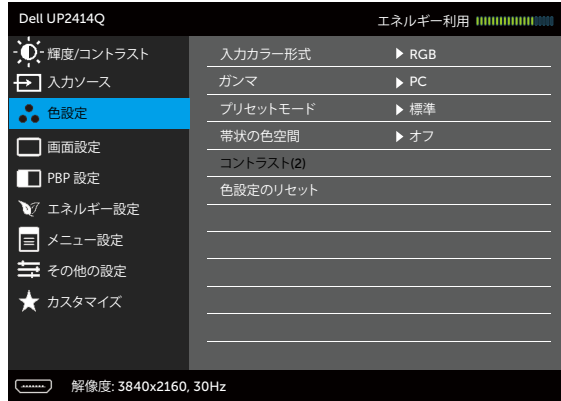 Dell UP2414Q
エネルギー利用
輝度/コントラスト
入力ソース
色設定
画面設定
PBP 設定
エネルギー設定
メニュー設定
その他の設定
カスタマイズ
入力カラー形式 RGB
ガンマ PC
プリセットモード 標準
帯状の色空間 オフ
コントラスト(2)
色設定のリセット
解像度: 3840x2160, 30Hz